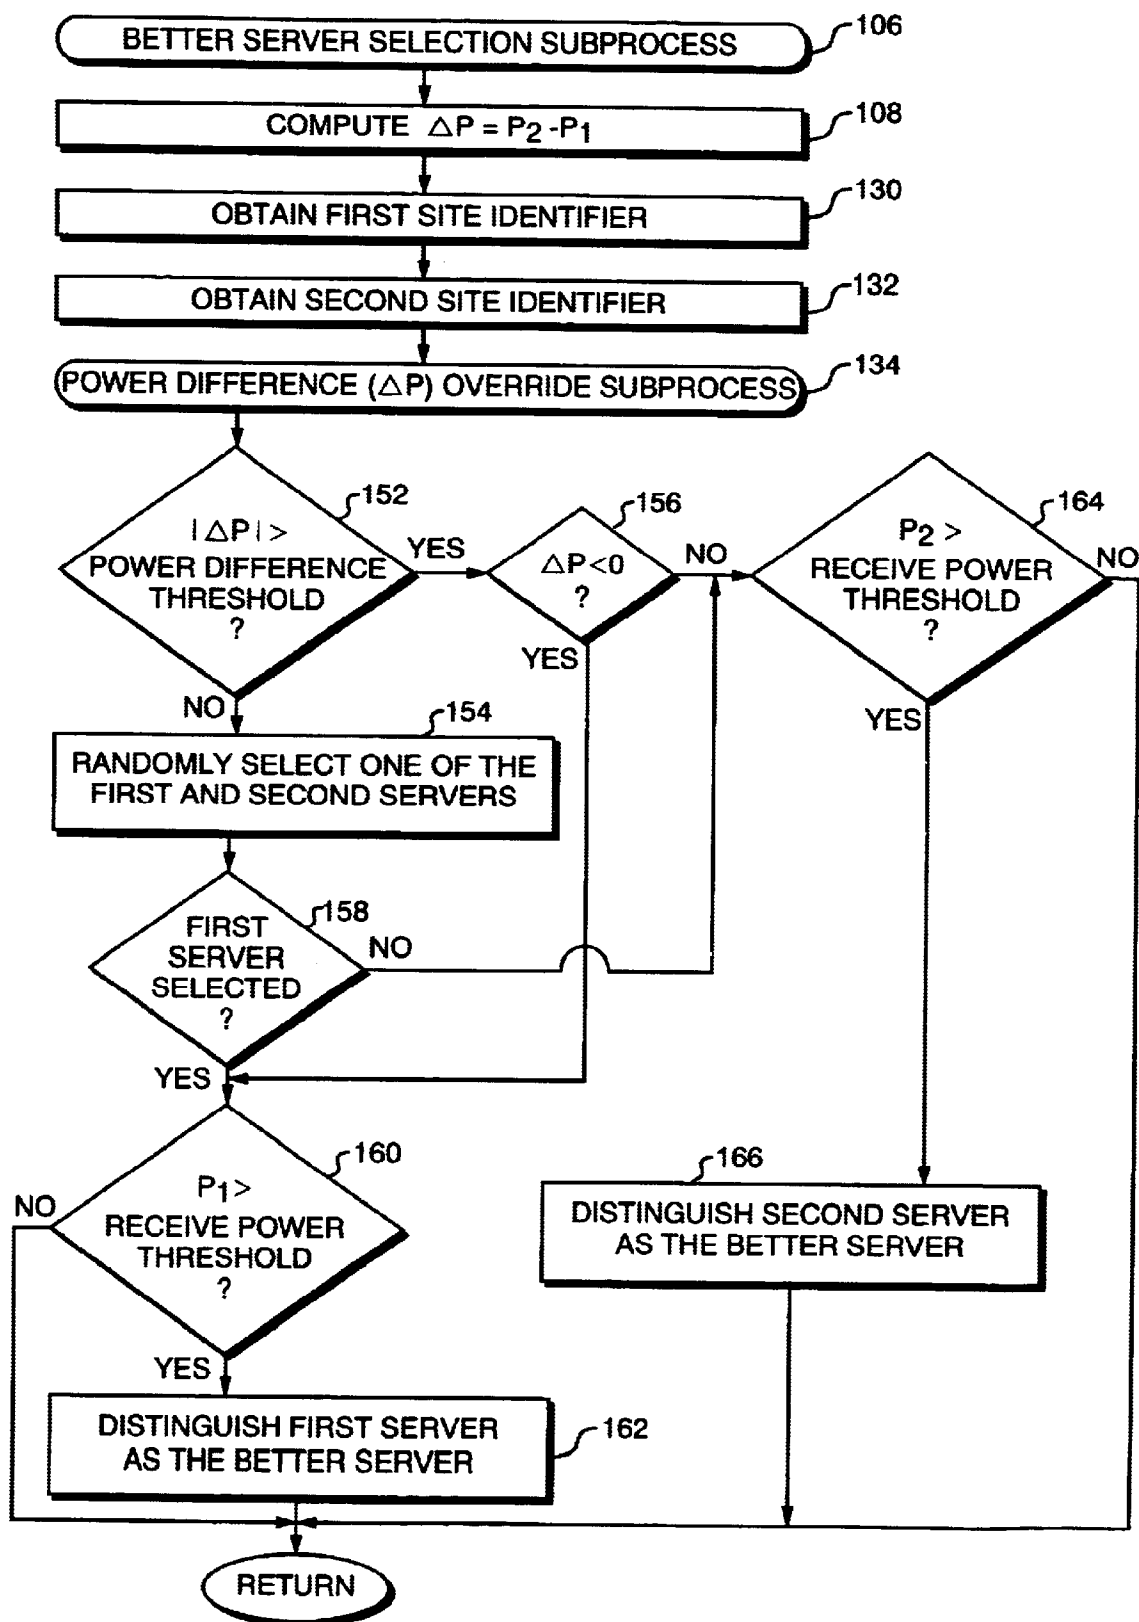 BETTER SERVER SELECTION SUBPROCESS
106
COMPUTE △P = P2 -P1
108
OBTAIN FIRST SITE IDENTIFIER
130
OBTAIN SECOND SITE IDENTIFIER
132
POWER DIFFERENCE (△P) OVERRIDE SUBPROCESS
134
| △P | >
POWER DIFFERENCE
THRESHOLD
?
152
YES
NO
△P<0
?
156
NO
YES
P2 >
RECEIVE POWER
THRESHOLD
?
164
NO
YES
154
RANDOMLY SELECT ONE OF THE
FIRST AND SECOND SERVERS
FIRST
SERVER
SELECTED
?
158
NO
YES
P1 >
RECEIVE POWER
THRESHOLD
?
160
NO
YES
166
DISTINGUISH SECOND SERVER
AS THE BETTER SERVER
DISTINGUISH FIRST SERVER
AS THE BETTER SERVER
162
RETURN